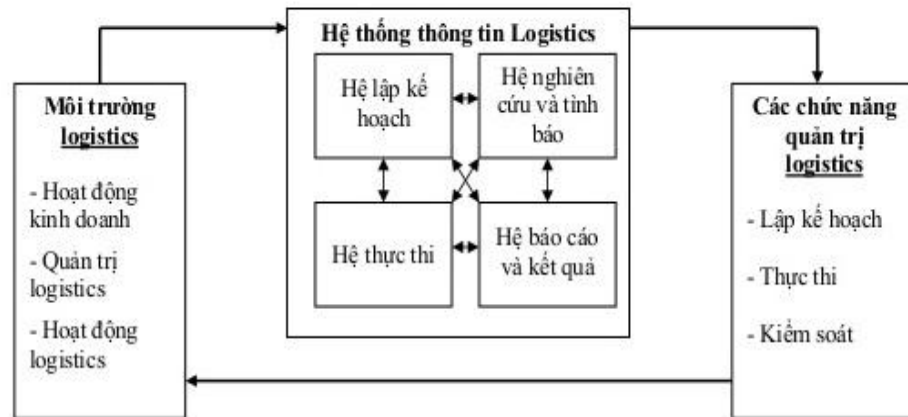 Hệ thống thông tin Logistics
Hệ lập kế
hoạch
Hệ nghiên
cứu và tình
báo
Hệ thực thi
Hệ báo cáo
và kết quả
Môi trường
logistics
- Hoạt động
kinh doanh
- Quản trị
logistics
- Hoạt động
logistics
Các chức năng
quản trị
logistics
- Lập kế hoạch
- Thực thi
- Kiểm soát